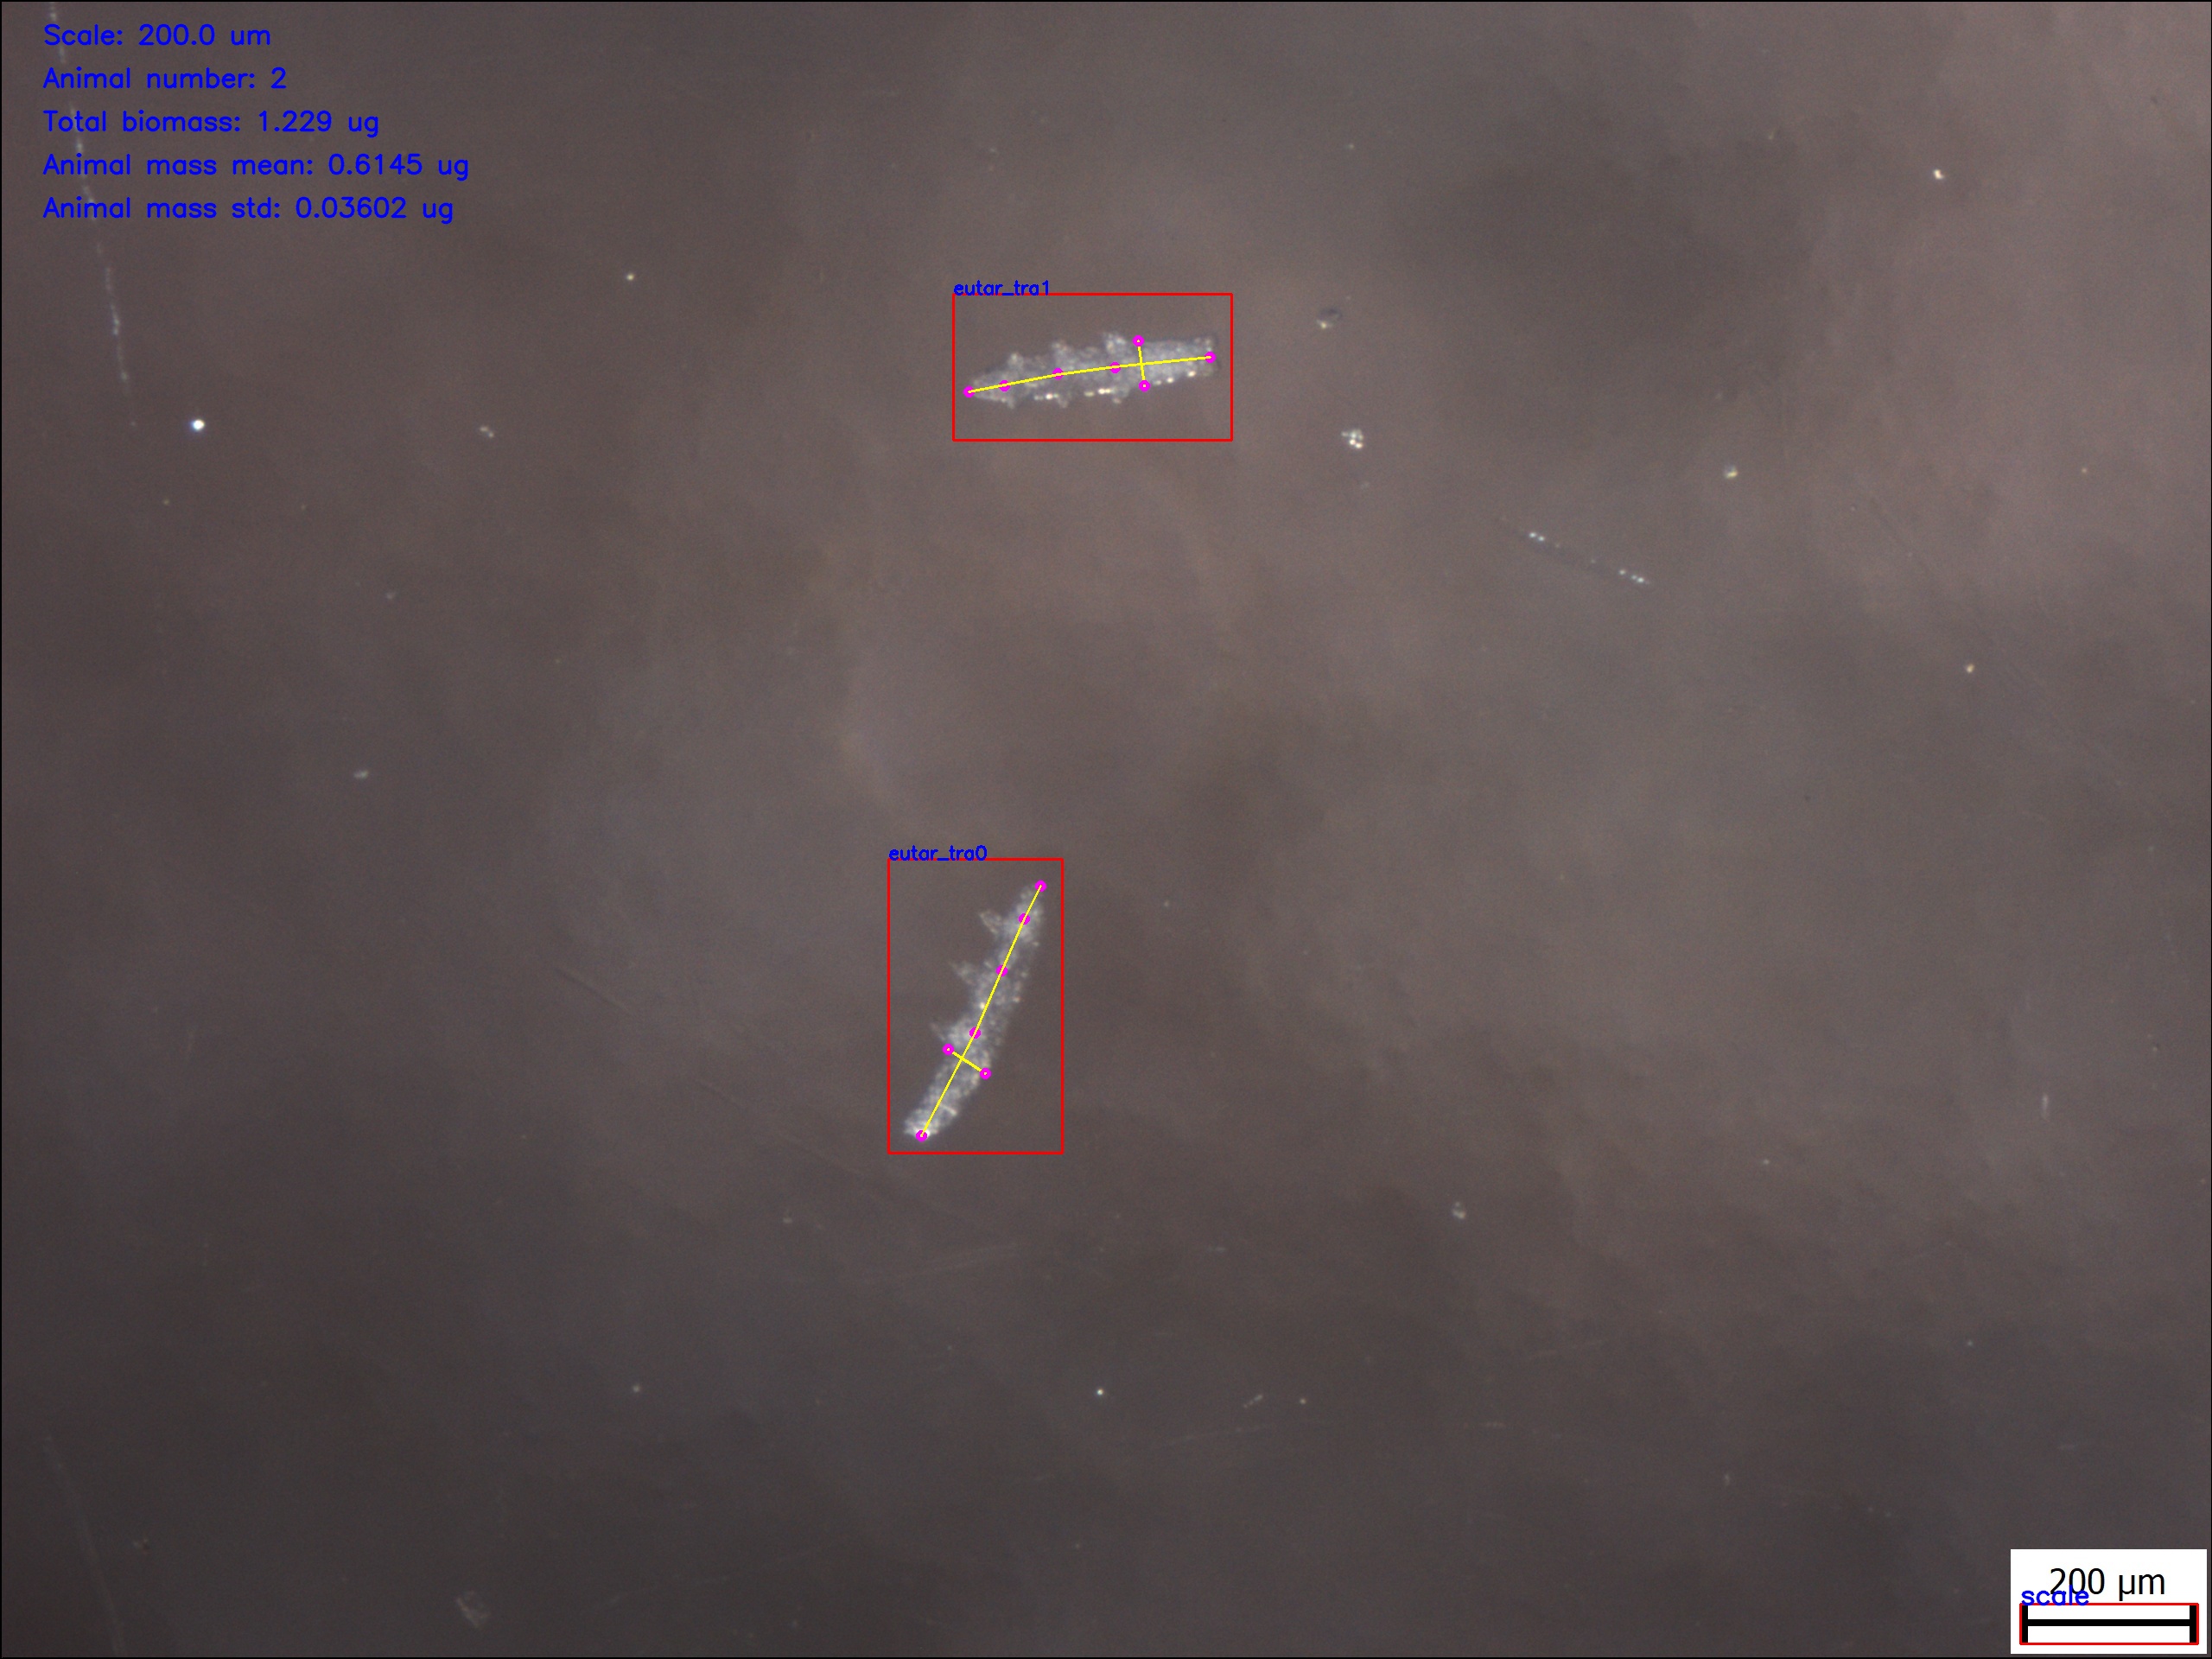 Scale: 200.0 um
Animal number: 2
Total biomass: 1.229 ug
Animal mass mean: 0.6145 ug
Animal mass std: 0.03602 ug
eutar_tra1
eutar_tra0
200 µm
scale